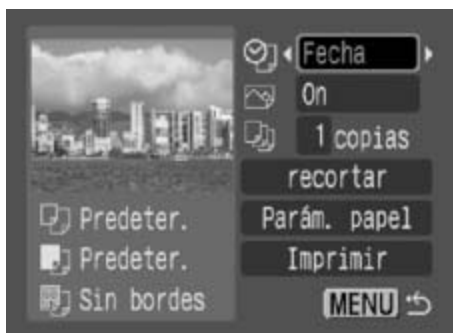 Fecha
On
1 copias
recortar
Predeter.
Parám. papel
Predeter.
Imprimir
Sin bordes
MENU